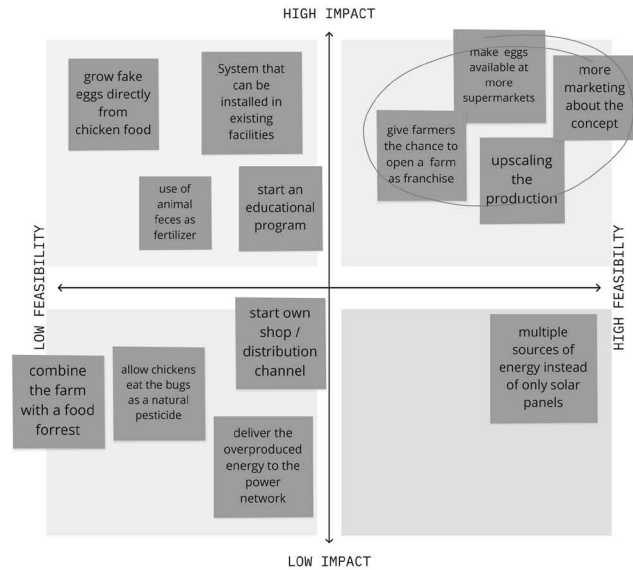 HIGH IMPACT
grow fake
eggs directly
from
chicken food
System that
can be
installed in
existing
facilities
make eggs
available at
more
supermarkets
more
marketing
about the
concept
give farmers
the chance to
open a farm
as franchise
upscaling
the
production
use of
animal
feces as
fertilizer
start an
educational
program
LOW FEASIBILITY
HIGH FEASIBILTY
start own
shop /
distribution
channel
multiple
sources of
energy instead
of only solar
panels
combine
the farm
with a food
forrest
allow chickens
eat the bugs
as a natural
pesticide
deliver the
overproduced
energy to the
power
network
LOW IMPACT